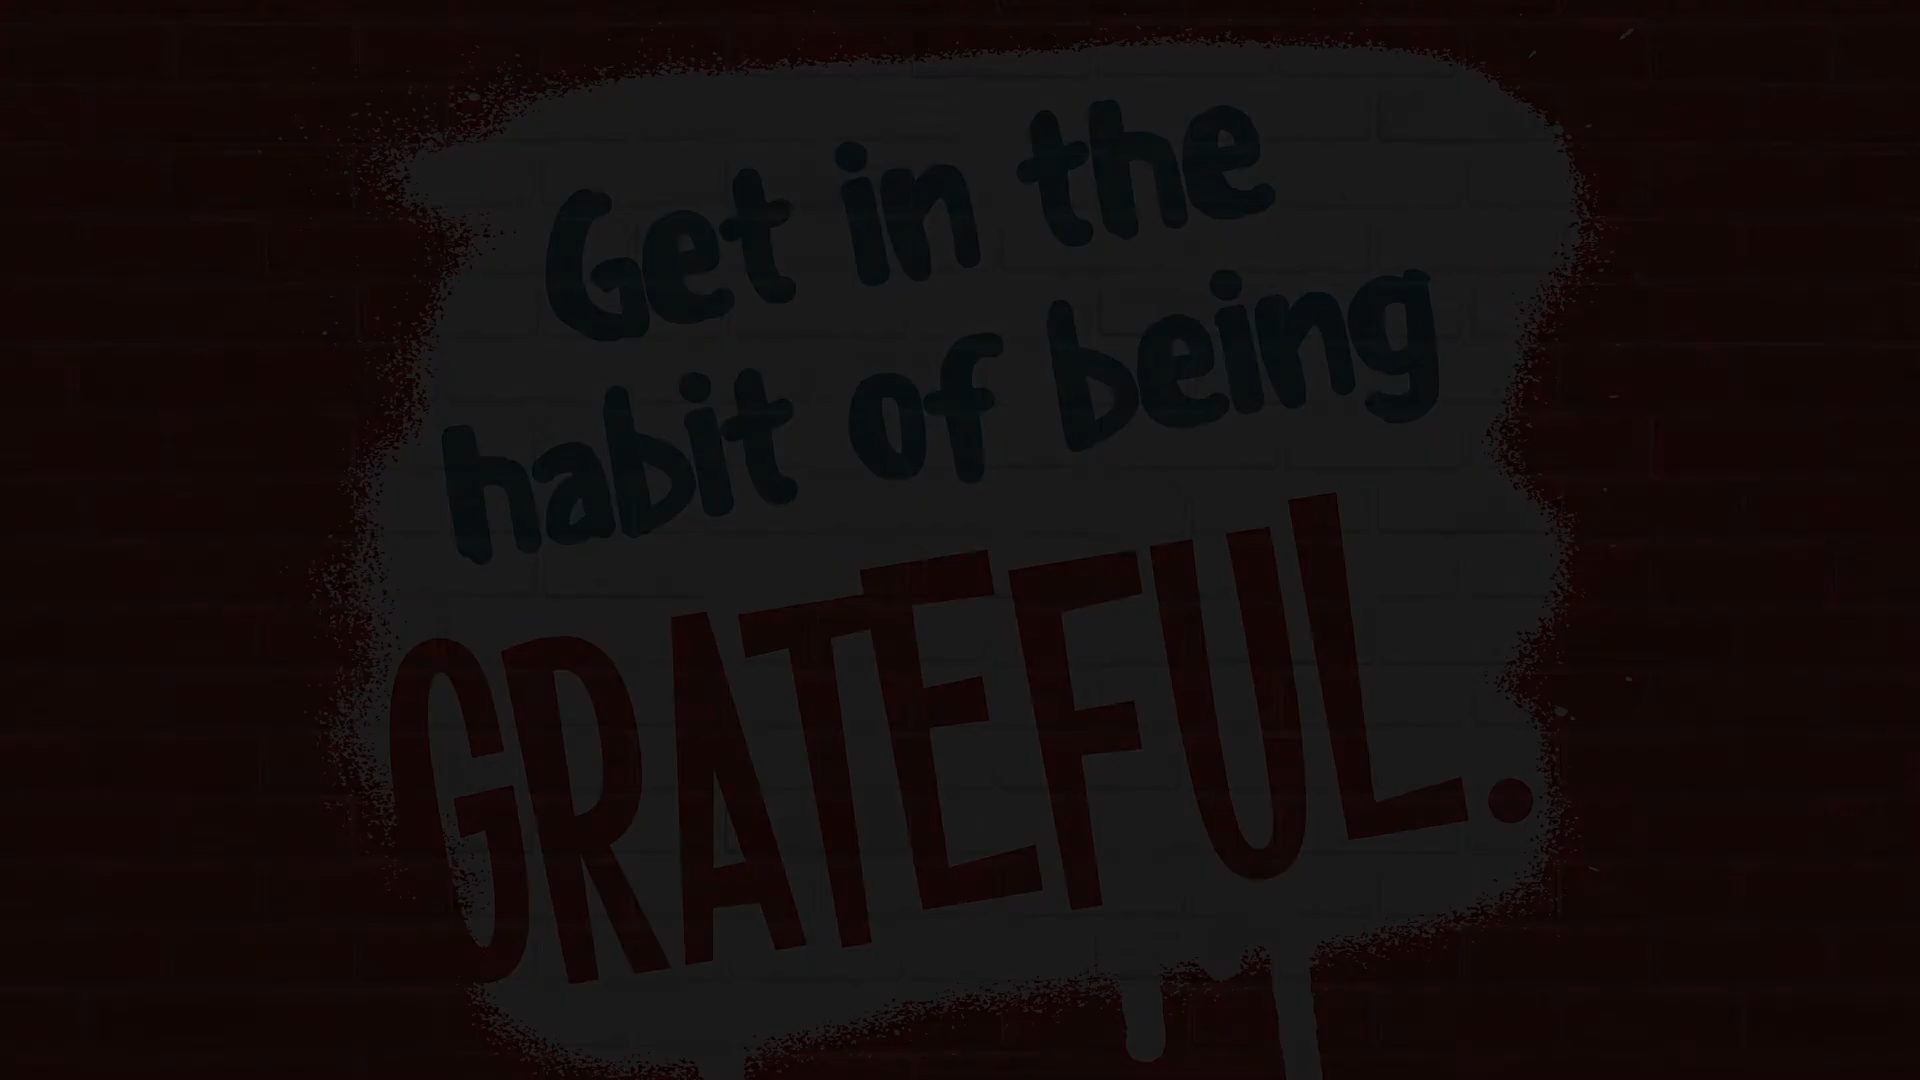 Get in the
habit of being
GRATEFUL.